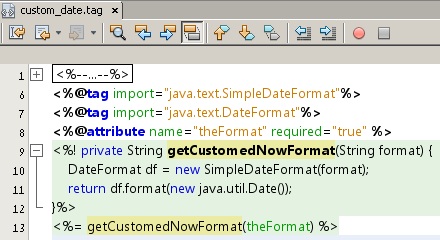 custom_date.tag
1 <%--...--%>
6 <%@tag import="java.text.SimpleDateFormat"%>
7 <%@tag import="java.text.DateFormat"%>
8 <%@attribute name="theFormat" required="true" %>
9 <%! private String getCustomedNowFormat(String format) {
10 DateFormat df = new SimpleDateFormat(format);
11 return df.format(new java.util.Date());
12 }%>
13 <%= getCustomedNowFormat(theFormat) %>